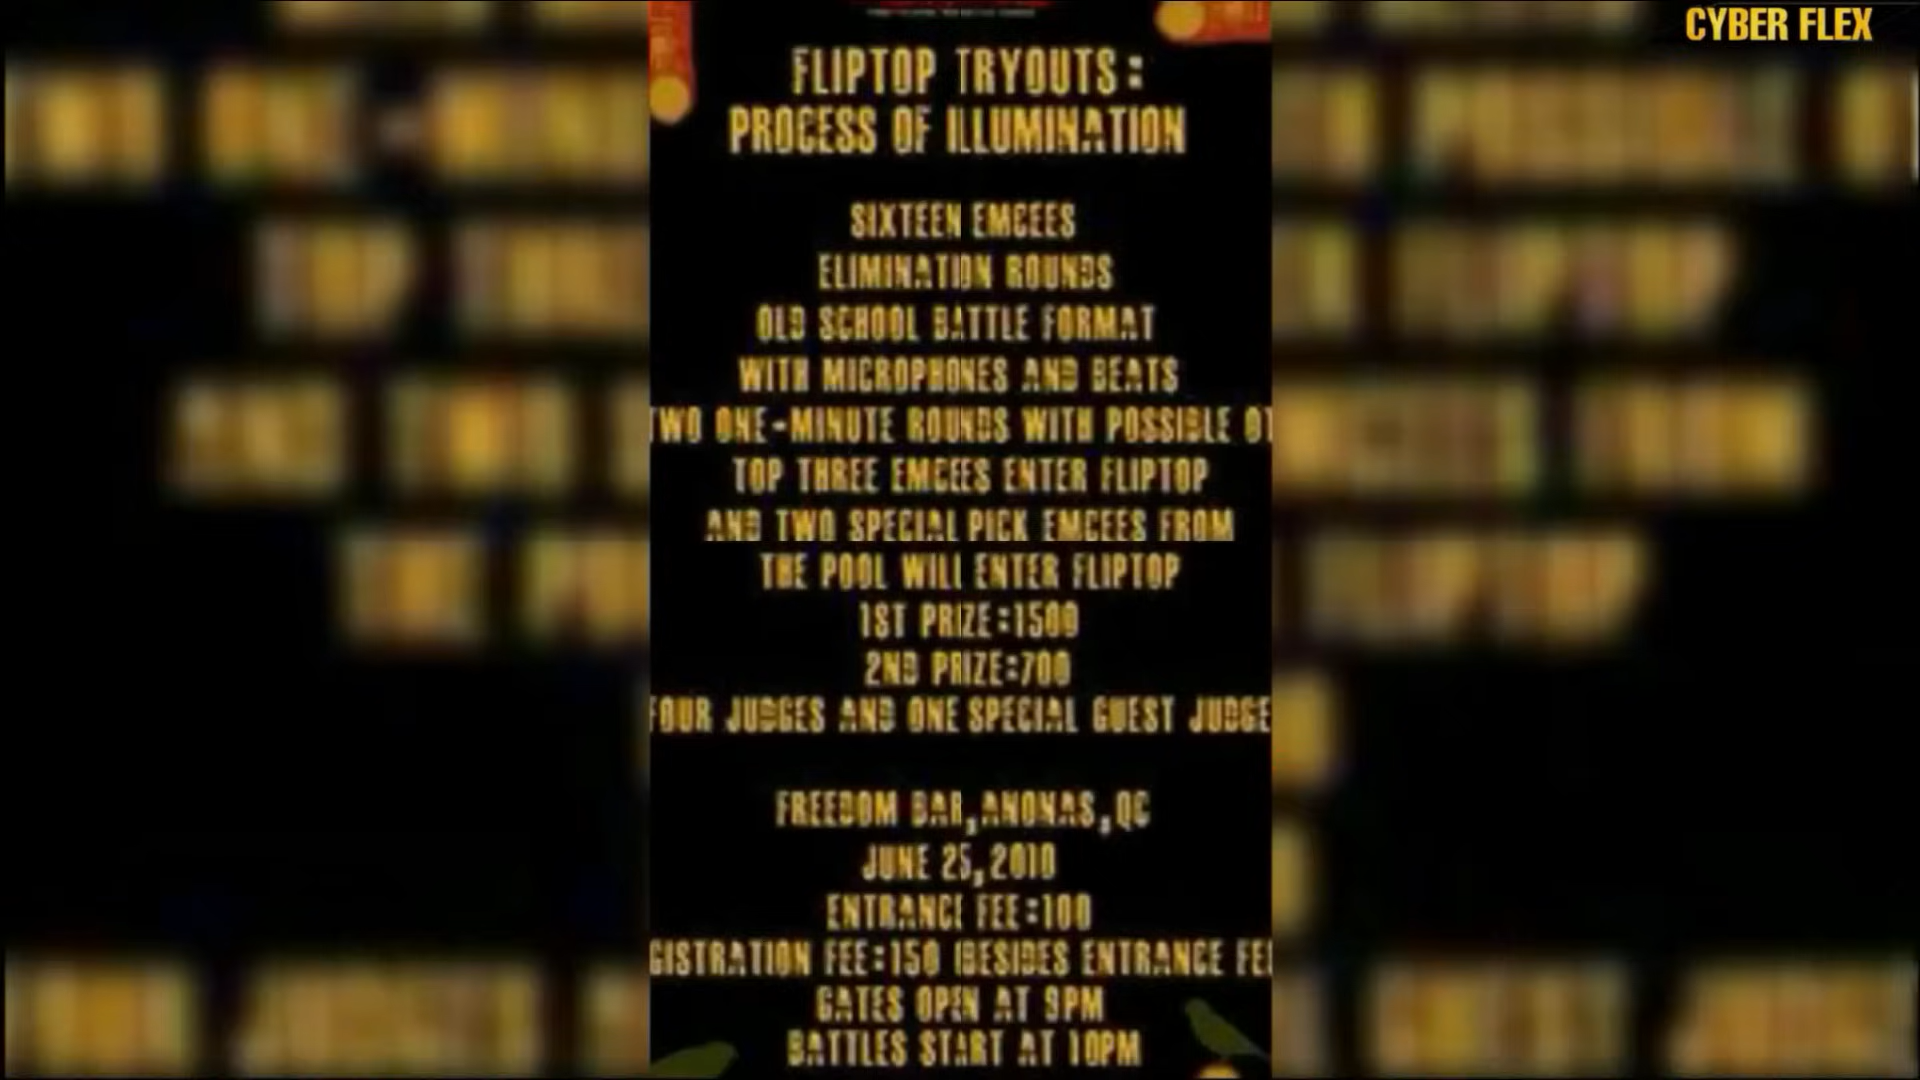 CYBER FLEX
FLIPTOP TRYOUTS:
PROCESS OF ILLUMINATION
SIXTEEN EMCEES
ELIMINATION ROUNDS
OLD SCHOOL BATTLE FORMAT
WITH MICROPHONES AND BEATS
TWO ONE-MINUTE ROUNDS WITH POSSIBLE OT
TOP THREE EMCEES ENTER FLIPTOP
AND TWO SPECIAL PICK EMCEES FROM
THE POOL WILL ENTER FLIPTOP
1ST PRIZE:1500
2ND PRIZE:700
FOUR JUDGES AND ONE SPECIAL GUEST JUDGE
FREEDOM BAR,ANONAS,QC
JUNE 25,2010
ENTRANCE FEE:100
GISTRATION FEE:150 (BESIDES ENTRANCE FEE
GATES OPEN AT 9PM
BATTLES START AT 10PM